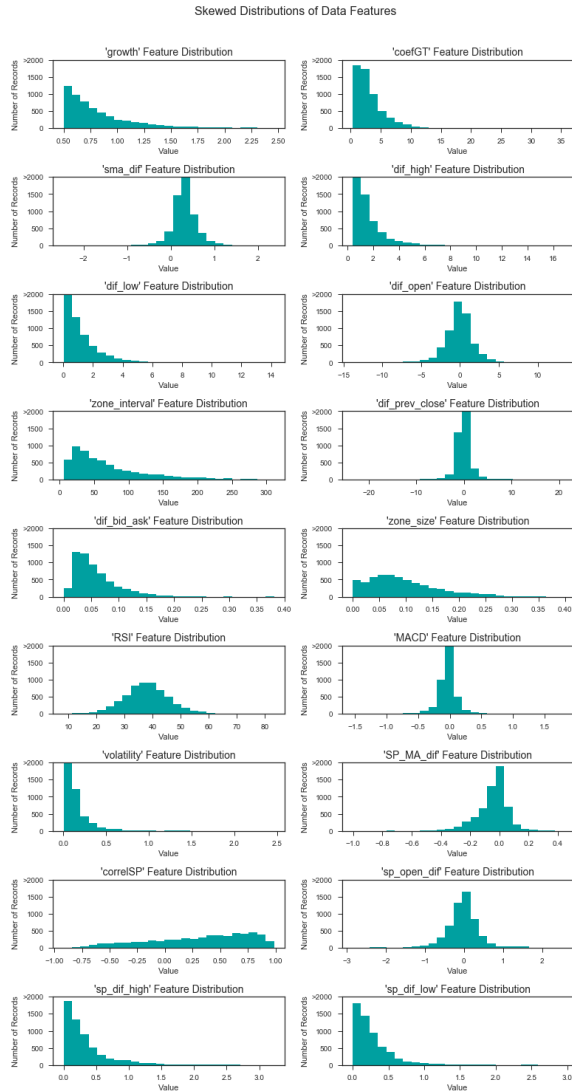 Skewed Distributions of Data Features
'growth' Feature Distribution
Number of Records
>2000
1500
1000
500
0
0.50 0.75 1.00 1.25 1.50 1.75 2.00 2.25 2.50
Value
'coefGT' Feature Distribution
Number of Records
>2000
1500
1000
500
0
0 5 10 15 20 25 30 35
Value
'sma_dif' Feature Distribution
Number of Records
>2000
1500
1000
500
0
−2 −1 0 1 2
Value
'dif_high' Feature Distribution
Number of Records
>2000
1500
1000
500
0
0 2 4 6 8 10 12 14 16
Value
'dif_low' Feature Distribution
Number of Records
>2000
1500
1000
500
0
0 2 4 6 8 10 12 14
Value
'dif_open' Feature Distribution
Number of Records
>2000
1500
1000
500
0
−15 −10 −5 0 5 10
Value
'zone_interval' Feature Distribution
Number of Records
>2000
1500
1000
500
0
0 50 100 150 200 250 300
Value
'dif_prev_close' Feature Distribution
Number of Records
>2000
1500
1000
500
0
−20 −10 0 10 20
Value
'dif_bid_ask' Feature Distribution
Number of Records
>2000
1500
1000
500
0
0.00 0.05 0.10 0.15 0.20 0.25 0.30 0.35 0.40
Value
'zone_size' Feature Distribution
Number of Records
>2000
1500
1000
500
0
0.00 0.05 0.10 0.15 0.20 0.25 0.30 0.35 0.40
Value
'RSI' Feature Distribution
Number of Records
>2000
1500
1000
500
0
10 20 30 40 50 60 70 80
Value
'MACD' Feature Distribution
Number of Records
>2000
1500
1000
500
0
−1.5 −1.0 −0.5 0.0 0.5 1.0 1.5
Value
'volatility' Feature Distribution
Number of Records
>2000
1500
1000
500
0
0.0 0.5 1.0 1.5 2.0 2.5
Value
'SP_MA_dif' Feature Distribution
Number of Records
>2000
1500
1000
500
0
−1.0 −0.8 −0.6 −0.4 −0.2 0.0 0.2 0.4
Value
'correlSP' Feature Distribution
Number of Records
>2000
1500
1000
500
0
−1.00 −0.75 −0.50 −0.25 0.00 0.25 0.50 0.75 1.00
Value
'sp_open_dif' Feature Distribution
Number of Records
>2000
1500
1000
500
0
−3 −2 −1 0 1 2
Value
'sp_dif_high' Feature Distribution
Number of Records
>2000
1500
1000
500
0
0.0 0.5 1.0 1.5 2.0 2.5 3.0
Value
'sp_dif_low' Feature Distribution
Number of Records
>2000
1500
1000
500
0
0.0 0.5 1.0 1.5 2.0 2.5 3.0
Value